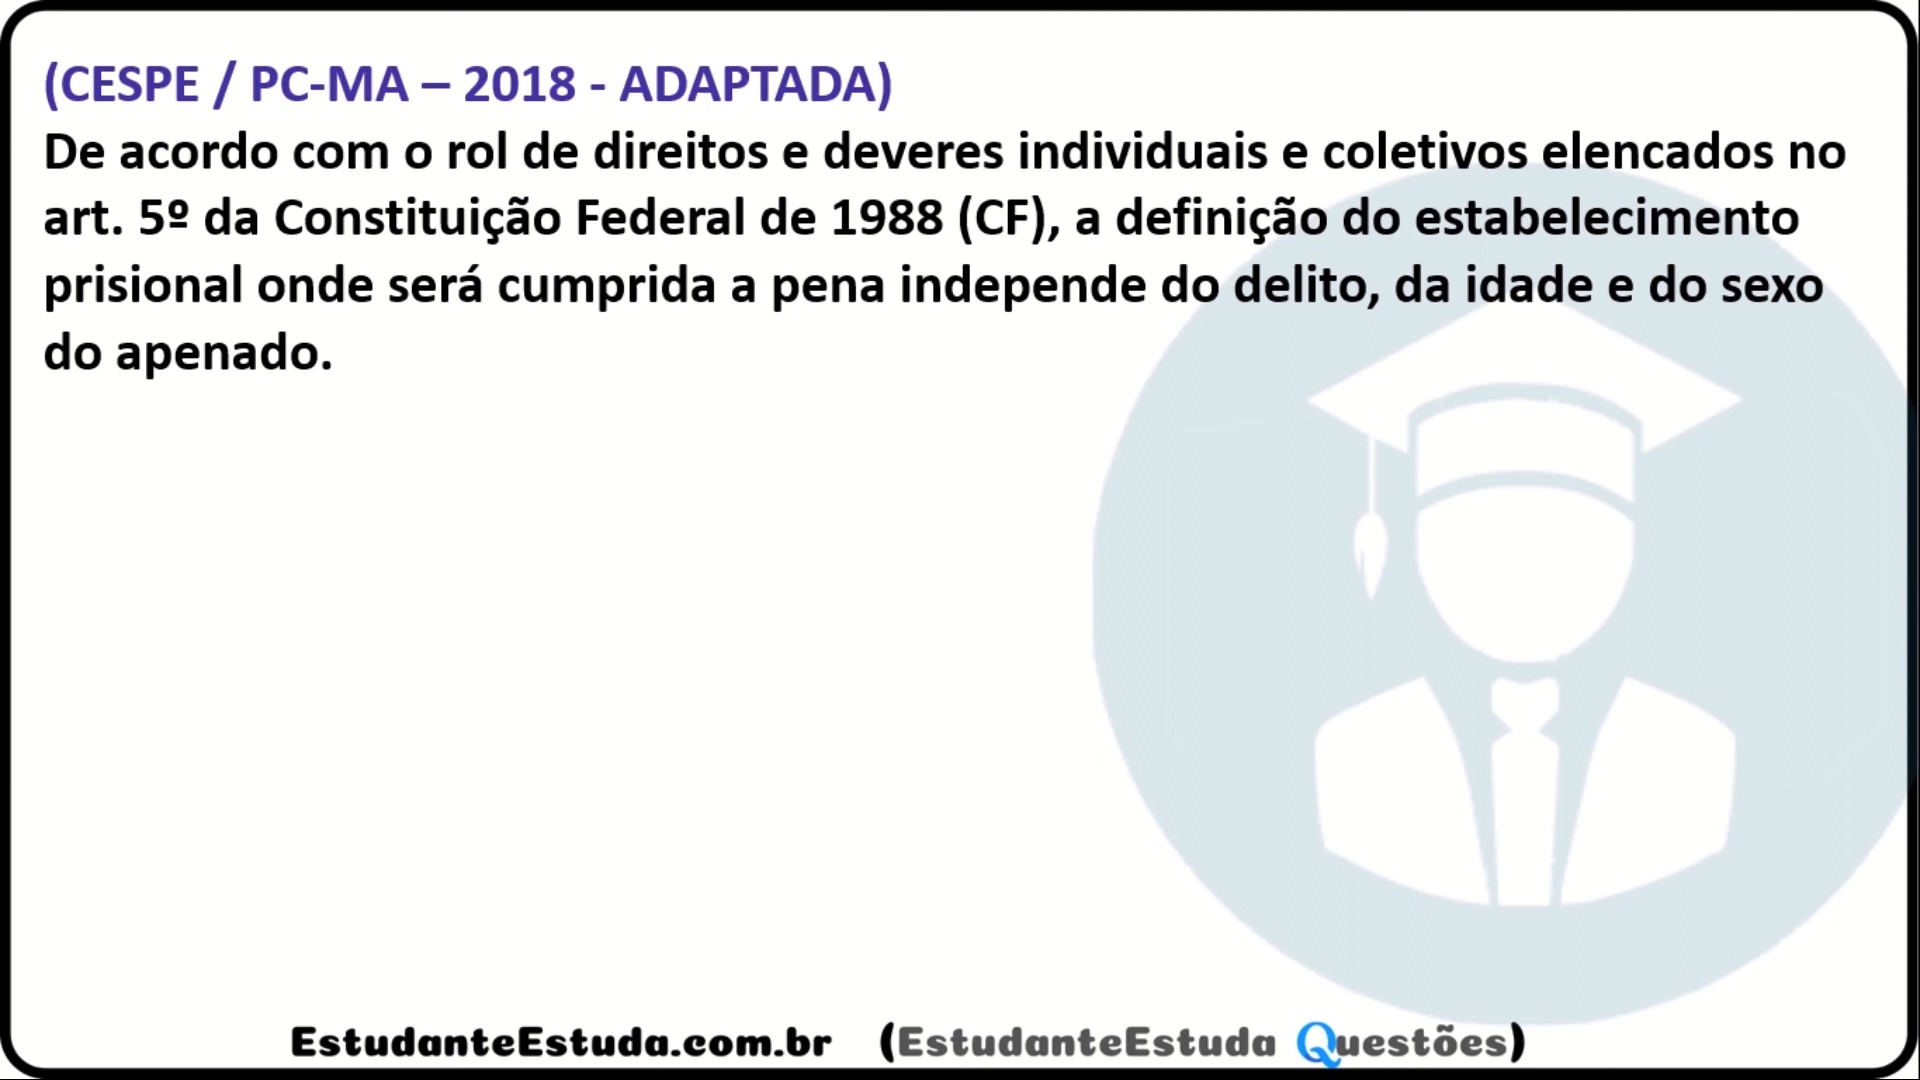 (CESPE / PC-MA – 2018 - ADAPTADA)
De acordo com o rol de direitos e deveres individuais e coletivos elencados no
art. 5º da Constituição Federal de 1988 (CF), a definição do estabelecimento
prisional onde será cumprida a pena independe do delito, da idade e do sexo
do apenado.
EstudanteEstuda.com.br (EstudanteEstuda Questões)